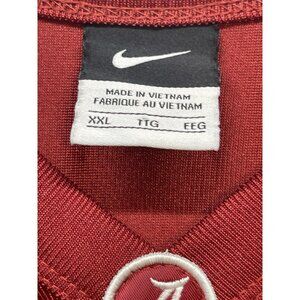 MADE IN VIETNAM
FABRIQUE AU VIETNAM
XXL TTG EEG